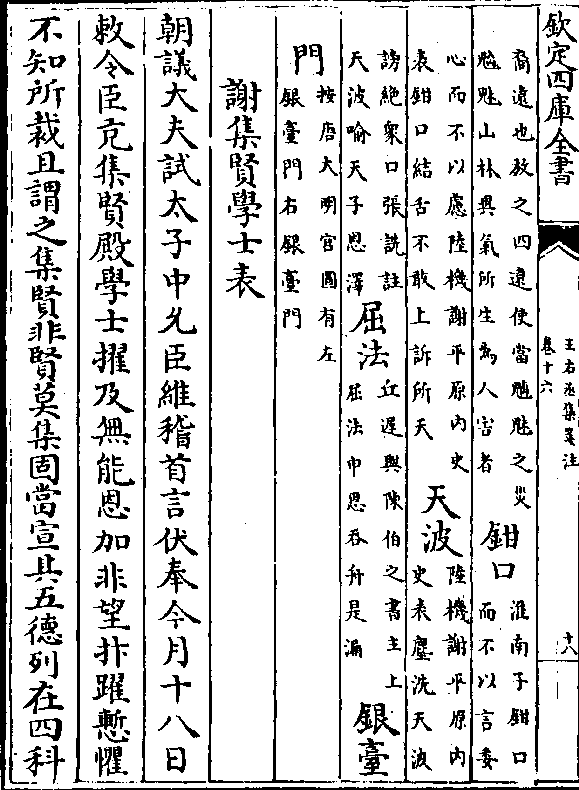 欽定四庫全書
王右丞集箋注
卷十六
十八
裔遠也放之四遠使當魑魅之災
魑魅山林異氣所生為人害者
鉗口
淮南子鉗口
而不以言委
心而不以慮陸機謝平原內史
表鉗口結舌不敢上訴所天
天波
陸機謝平原內
史表塵洗天波
謗絶衆口張詵註
天波喻天子恩澤
屈法
丘遲與陳伯之書主上
屈法申恩吞舟是漏
銀臺
門
按唐大明宫圖有左
銀臺門右銀臺門
謝集賢學士表
朝議大夫試太子中允臣維稽首言伏奉今月十八日
敕令臣充集賢殿學士擢及無能恩加非望抃躍慙懼
不知所裁且謂之集賢非賢莫集固當宣其五德列在四科